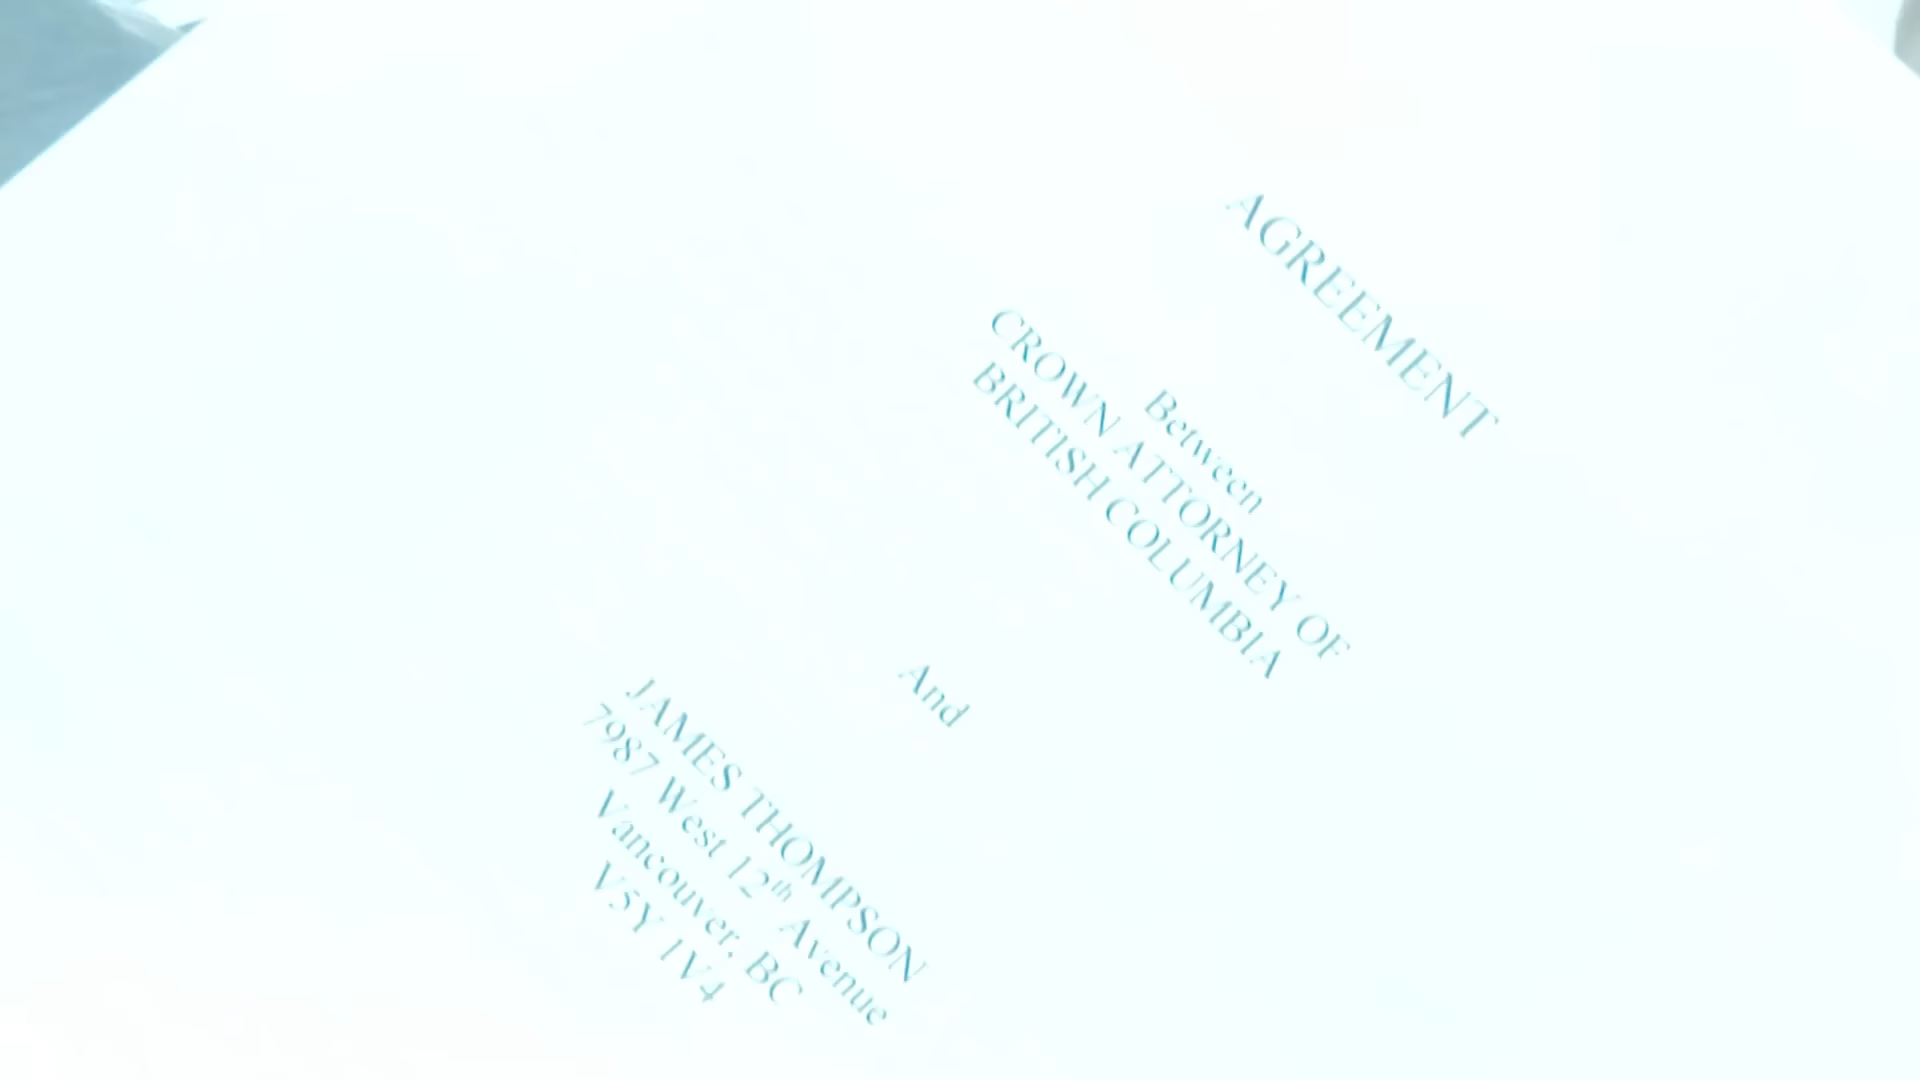 AGREEMENT
Between
CROWN ATTORNEY OF
BRITISH COLUMBIA
And
JAMES THOMPSON
7987 West 12th Avenue
Vancouver, BC
V5Y 1V4